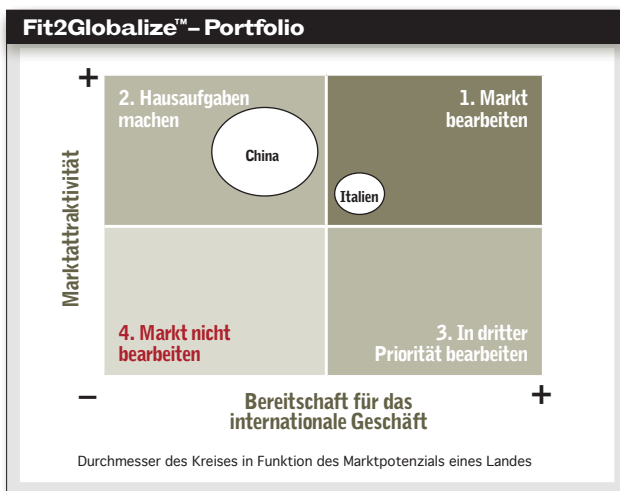 Fit2Globalize™– Portfolio
+
2. Hausaufgaben
machen
1. Markt
bearbeiten
China
Italien
Marktattraktivität
4. Markt nicht
bearbeiten
3. In dritter
Priorität bearbeiten
–
+
Bereitschaft für das
internationale Geschäft
Durchmesser des Kreises in Funktion des Marktpotenzials eines Landes